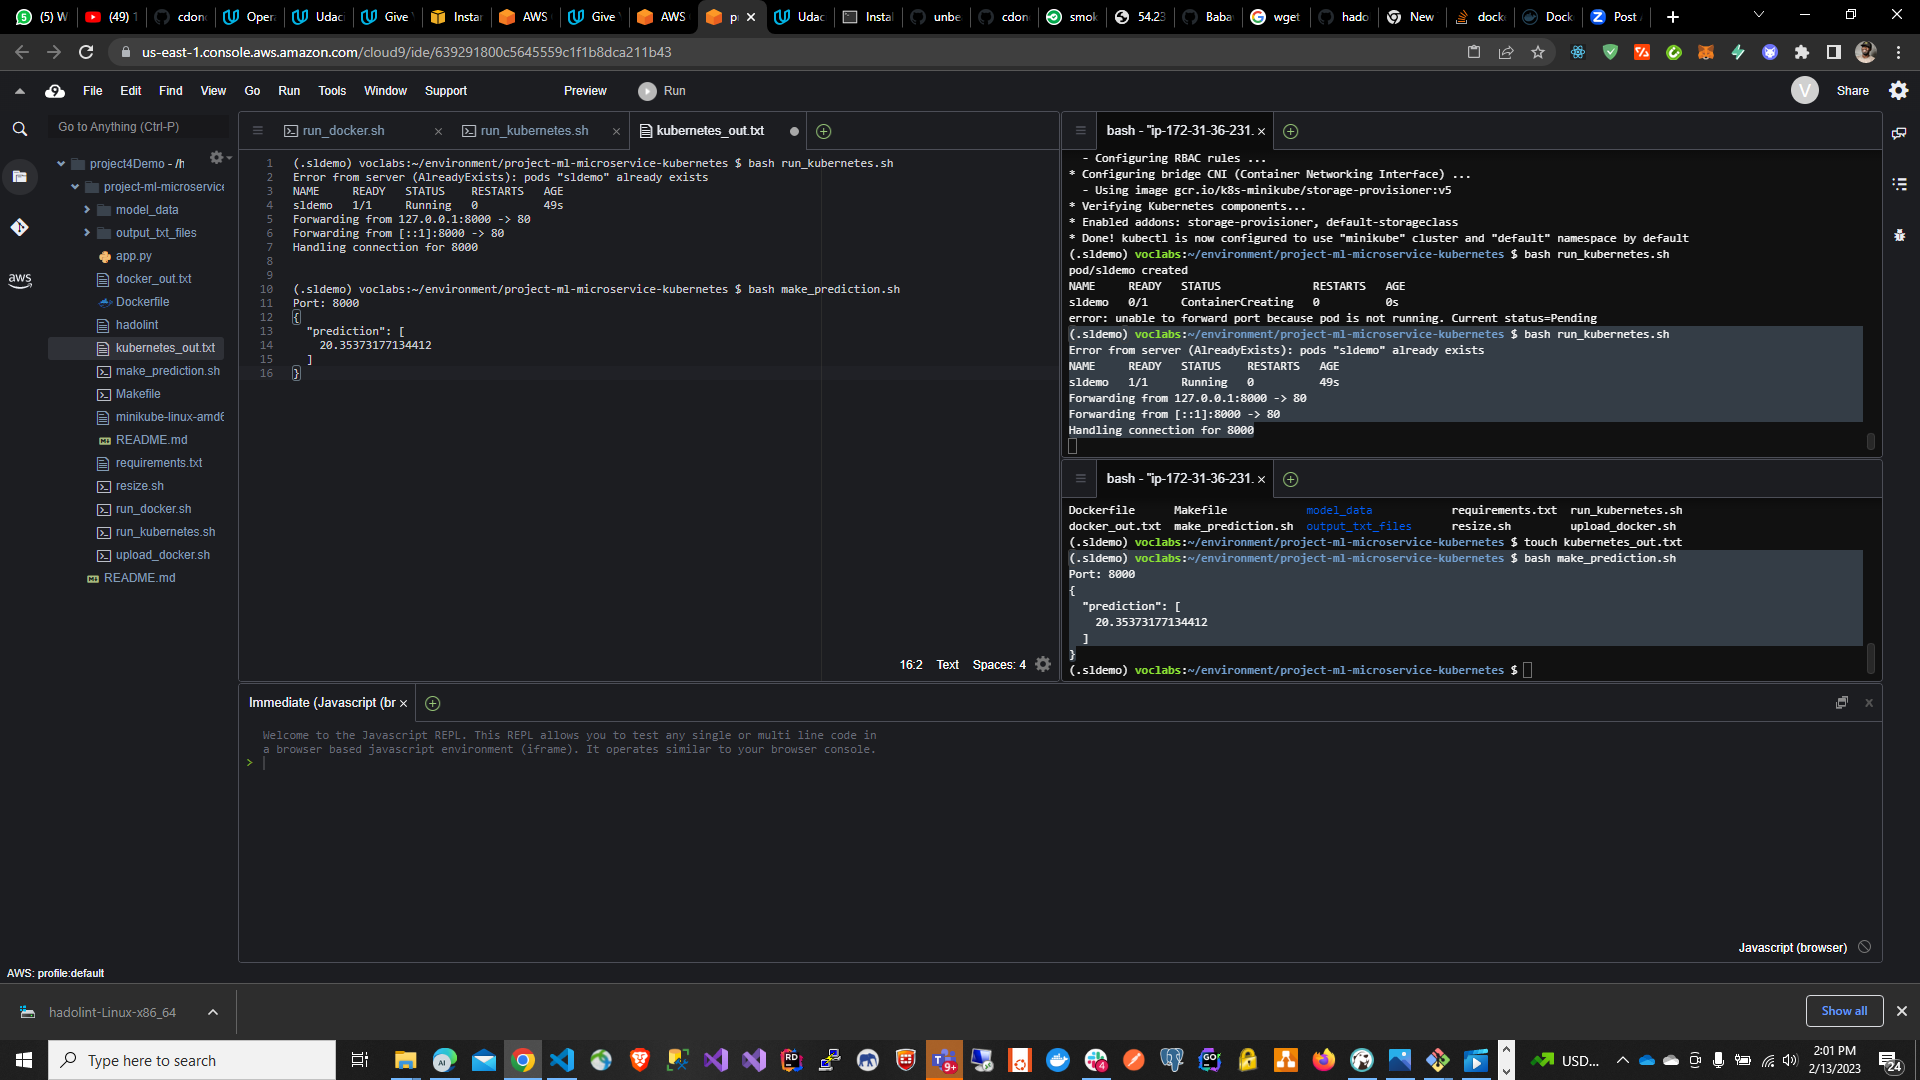 (5) W
(49) 1
cdon
Oper
Udaci
Give
Instar
AWS
Give
AWS
p
Udac
Instal
unbe
cdon
smok
54.23
Baba
wget
hado
New
dock
Dock
Post
us-east-1.console.aws.amazon.com/cloud9/ide/639291800c5645559c1f1b8dca211b43
File Edit Find View Go Run Tools Window Support Preview Run
V Share
Go to Anything (Ctrl-P)
project4Demo - /h
project-ml-microservice
model_data
output_txt_files
app.py
docker_out.txt
Dockerfile
hadolint
kubernetes_out.txt
make_prediction.sh
Makefile
minikube-linux-amd6
README.md
requirements.txt
resize.sh
run_docker.sh
run_kubernetes.sh
upload_docker.sh
README.md
aws
run_docker.sh
run_kubernetes.sh
kubernetes_out.txt
1 (.sldemo) voclabs:~/environment/project-ml-microservice-kubernetes $ bash run_kubernetes.sh
2 Error from server (AlreadyExists): pods "sldemo" already exists
3 NAME READY STATUS RESTARTS AGE
4 sldemo 1/1 Running 0 49s
5 Forwarding from 127.0.0.1:8000 -> 80
6 Forwarding from [::1]:8000 -> 80
7 Handling connection for 8000
8
9
10 (.sldemo) voclabs:~/environment/project-ml-microservice-kubernetes $ bash make_prediction.sh
11 Port: 8000
12 {
13 "prediction": [
14 20.35373177134412
15 ]
16 }
16:2 Text Spaces: 4
bash - "ip-172-31-36-231.
- Configuring RBAC rules ...
* Configuring bridge CNI (Container Networking Interface) ...
- Using image gcr.io/k8s-minikube/storage-provisioner:v5
* Verifying Kubernetes components...
* Enabled addons: storage-provisioner, default-storageclass
* Done! kubectl is now configured to use "minikube" cluster and "default" namespace by default
(.sldemo) voclabs:~/environment/project-ml-microservice-kubernetes $ bash run_kubernetes.sh
pod/sldemo created
NAME READY STATUS RESTARTS AGE
sldemo 0/1 ContainerCreating 0 0s
error: unable to forward port because pod is not running. Current status=Pending
(.sldemo) voclabs:~/environment/project-ml-microservice-kubernetes $ bash run_kubernetes.sh
Error from server (AlreadyExists): pods "sldemo" already exists
NAME READY STATUS RESTARTS AGE
sldemo 1/1 Running 0 49s
Forwarding from 127.0.0.1:8000 -> 80
Forwarding from [::1]:8000 -> 80
Handling connection for 8000
bash - "ip-172-31-36-231.
Dockerfile Makefile model_data requirements.txt run_kubernetes.sh
docker_out.txt make_prediction.sh output_txt_files resize.sh upload_docker.sh
(.sldemo) voclabs:~/environment/project-ml-microservice-kubernetes $ touch kubernetes_out.txt
(.sldemo) voclabs:~/environment/project-ml-microservice-kubernetes $ bash make_prediction.sh
Port: 8000
{
"prediction": [
20.35373177134412
]
}
(.sldemo) voclabs:~/environment/project-ml-microservice-kubernetes $
Immediate (Javascript (br
Welcome to the Javascript REPL. This REPL allows you to test any single or multi line code in
a browser based javascript environment (iframe). It operates similar to your browser console.
>
Javascript (browser)
AWS: profile:default
hadolint-Linux-x86_64
Show all
Type here to search
USD...
2:01 PM
2/13/2023
24